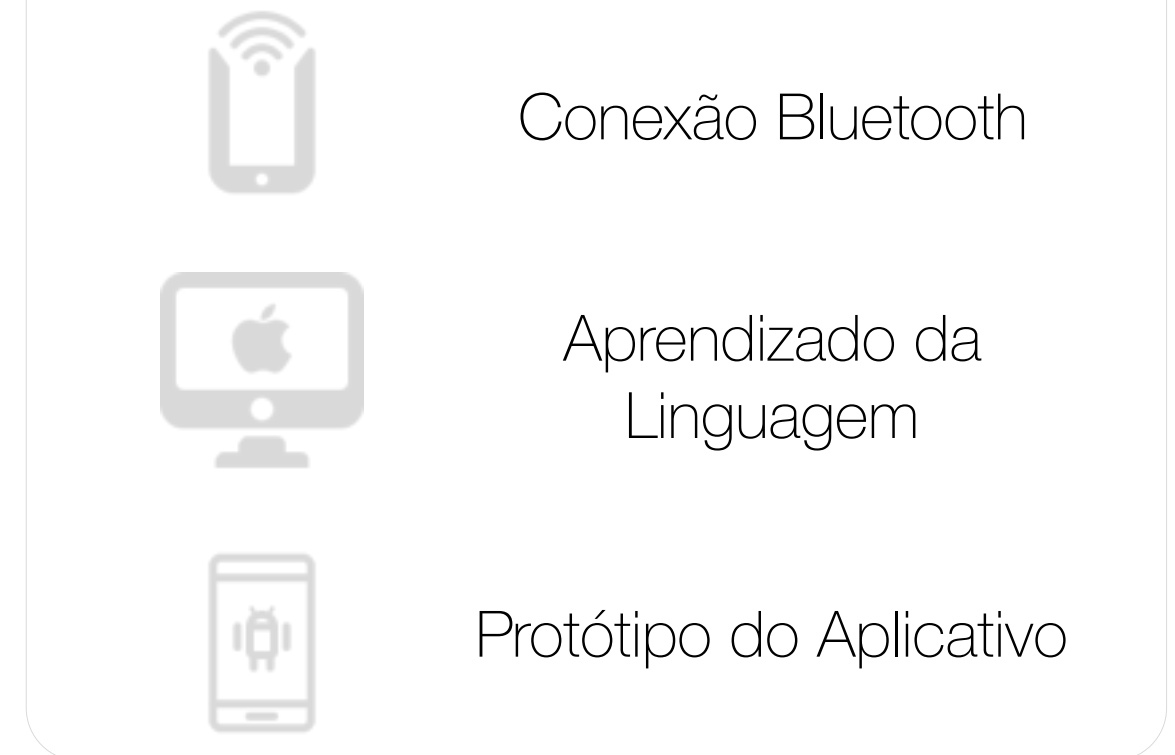 Conexão Bluetooth
Aprendizado da
Linguagem
Protótipo do Aplicativo